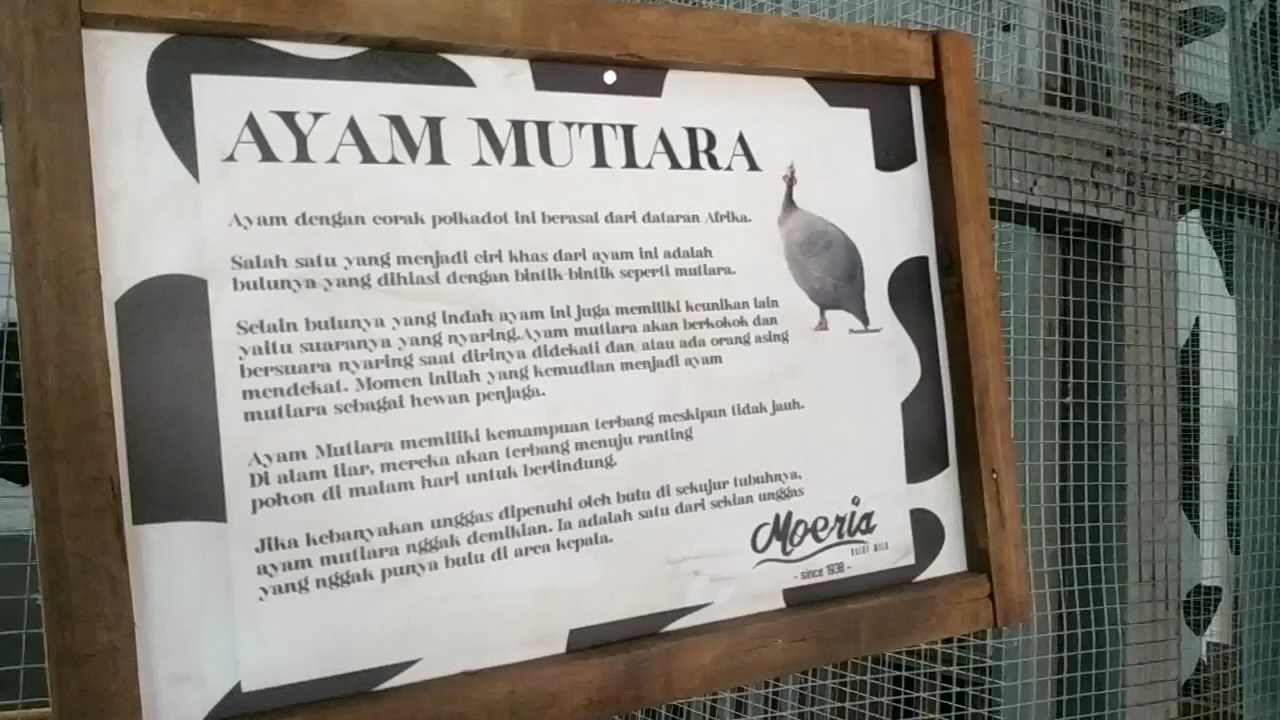 AYAM MUTIARA
Ayam dengan corak polkadot ini berasal dari dataran Afrika.
Salah satu yang menjadi ciri khas dari ayam ini adalah
bulunya yang dihiasi dengan bintik-bintik seperti mutiara.
Selain bulunya yang indah ayam ini juga memiliki keunikan lain
yaitu suaranya yang nyaring.Ayam mutiara akan berkokok dan
bersuara nyaring saat dirinya didekati dan atau ada orang asing
mendekat. Momen inilah yang kemudian menjadi ayam
mutiara sebagai hewan penjaga.
Ayam Mutiara memiliki kemampuan terbang meskipun tidak jauh.
Di alam liar, mereka akan terbang menuju ranting
pohon di malam hari untuk berlindung.
Jika kebanyakan unggas dipenuhi oleh bulu di sekujur tubuhnya,
ayam mutiara nggak demikian. Ia adalah satu dari sekian unggas
yang nggak punya bulu di area kepala.
Moeria
DAIRY MILK
- since 1938 -